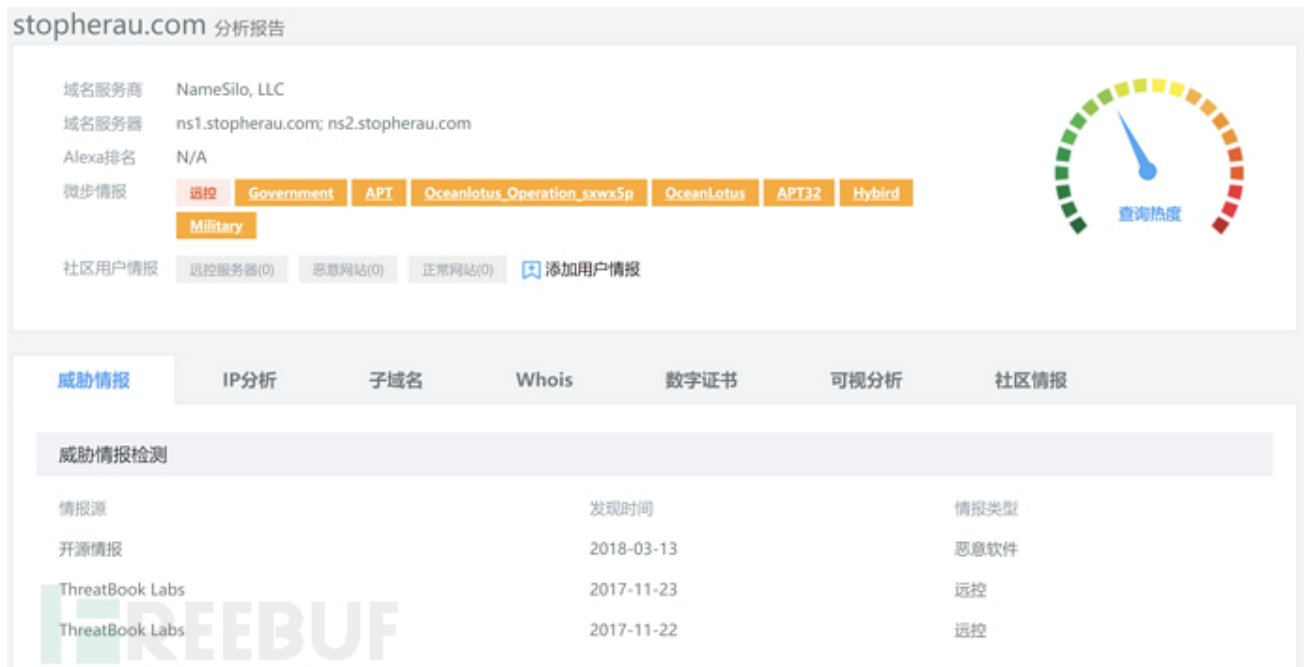 stopherau.com 分析报告
域名服务商 NameSilo, LLC
域名服务器 ns1.stopherau.com; ns2.stopherau.com
Alexa排名 N/A
微步情报 远控 Government APT Oceanlotus_Operation_sxwx5p OceanLotus APT32 Hybird
Military
查询热度
社区用户情报 远控服务器(0) 恶意网站(0) 正常网站(0) 添加用户情报
威胁情报 IP分析 子域名 Whois 数字证书 可视分析 社区情报
威胁情报检测
情报源 发现时间 情报类型
开源情报 2018-03-13 恶意软件
ThreatBook Labs 2017-11-23 远控
ThreatBook Labs 2017-11-22 远控
FREEBUF